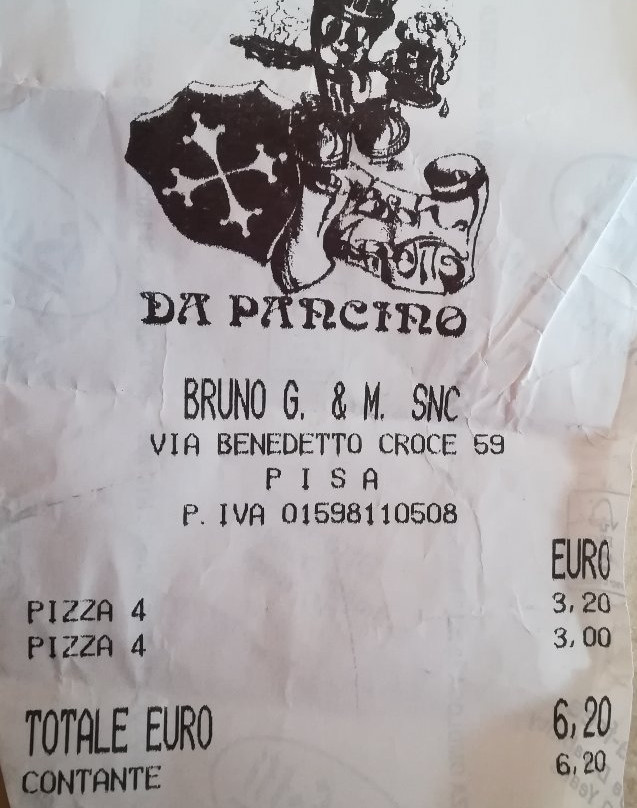 DA PANCINO
BRUNO G. & M. SNC
VIA BENEDETTO CROCE 59
P I S A
P. IVA 01598110508
EURO
PIZZA 4 3,20
PIZZA 4 3,00
TOTALE EURO 6,20
CONTANTE 6,20